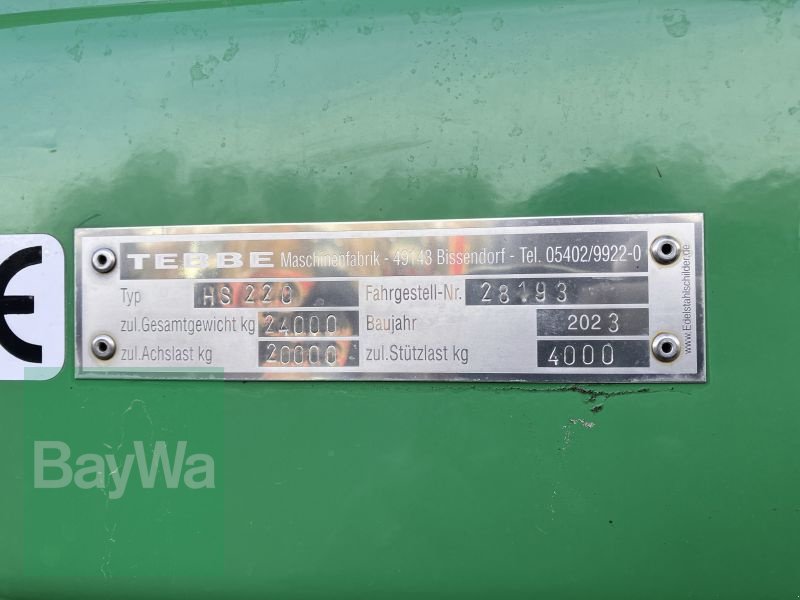 TEBBE Maschinenfabrik - 49143 Bissendorf - Tel. 05402/9922-0
Typ HS 220 Fahrgestell-Nr. 28193
zul.Gesamtgewicht kg 24000 Baujahr 2023
zul.Achslast kg 20000 zul.Stützlast kg 4000
www.Edelstahlschilder.de
CE
BayWa